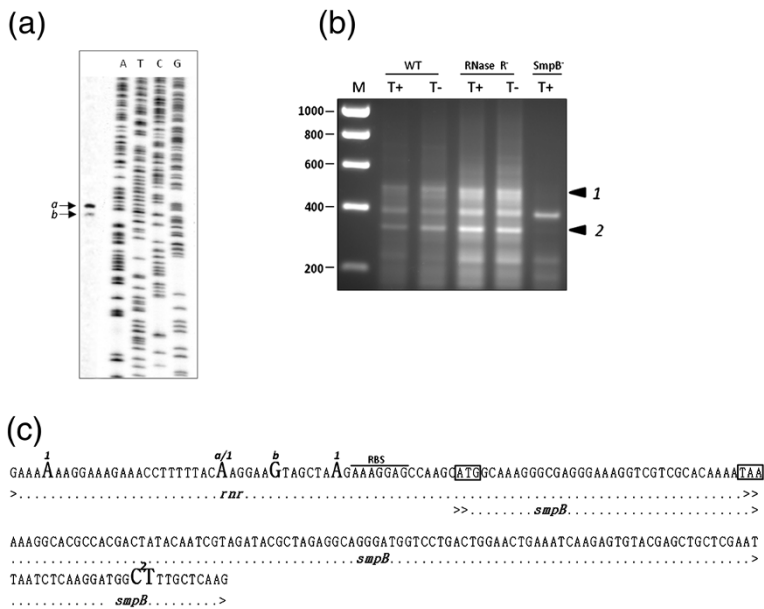 (a)
A T C G
a
b
(b)
WT RNase R- SmpB-
M T+ T- T+ T- T+
1000
800
600
400
200
1
2
(c)
1 a/1 b 1 RBS
GAAAAAAGGAAAGAAACCTTTTTACAAGGAAGTAGCTAAGAAAGGAGCCAAGCATGGCAAAGGGCGAGGGAAAGGTCGTCGCACAAAATAA
>.......................rnr.......................>>
>>........smpB.......................>
AAAGGCACGCCACGACTATACAATCGTAGATACGCTAGAGGCAGGGATGGTCCTGACTGGAACTGAAATCAAGAGTGTACGAGCTGCTCGAAT
.......................smpB.......................>
2
TAATCTCAAGGATGGCTTTGCTCAAG
smpB........>